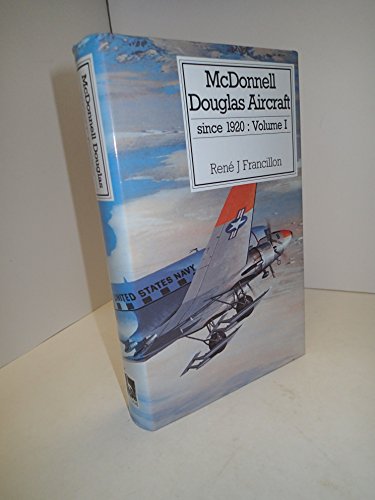 McDonnell
Douglas Aircraft
since 1920 : Volume I
René J Francillon
McDonnell Douglas
UNITED STATES NAVY